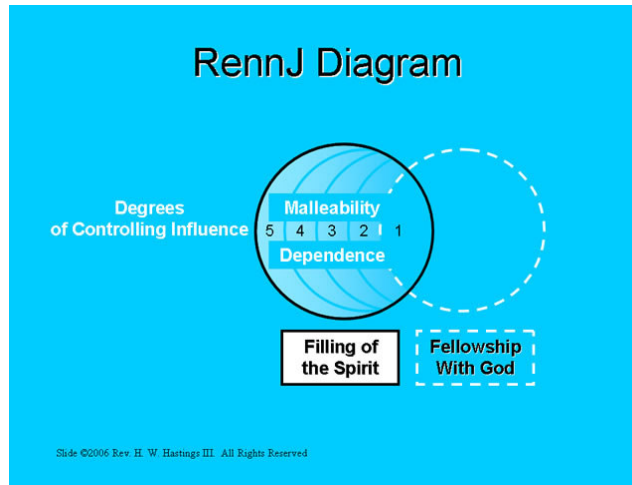 RennJ Diagram
Degrees
of Controlling Influence
Malleability
5 4 3 2 1
Dependence
Filling of
the Spirit
Fellowship
With God
Slide ©2006 Rev. H. W. Hastings III. All Rights Reserved